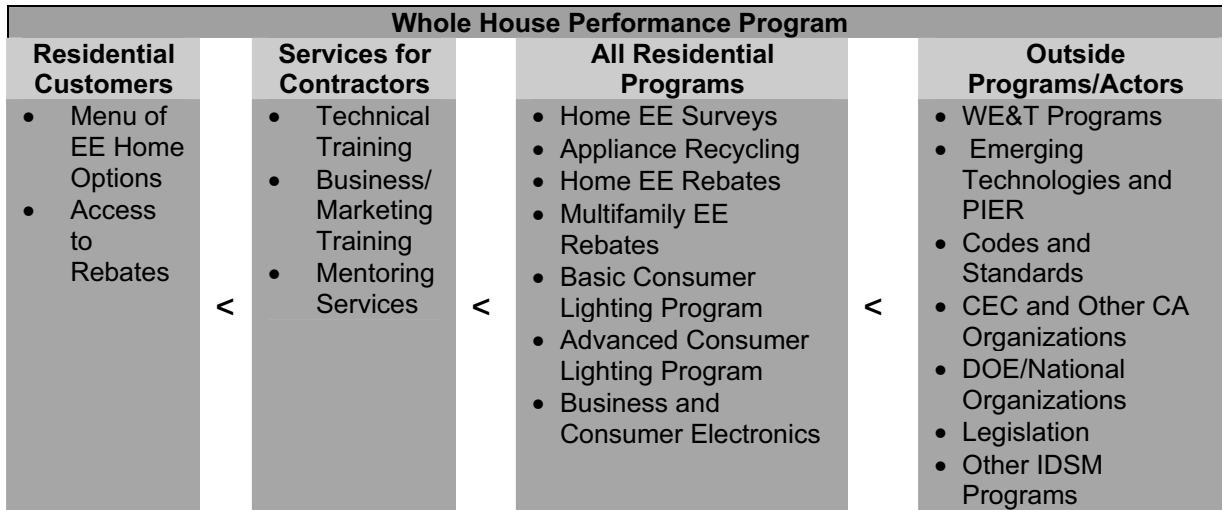 Whole House Performance Program
Residential
Customers
• Menu of
EE Home
Options
• Access
to
Rebates
<
Services for
Contractors
• Technical
Training
• Business/
Marketing
Training
• Mentoring
Services
<
All Residential
Programs
• Home EE Surveys
• Appliance Recycling
• Home EE Rebates
• Multifamily EE
Rebates
• Basic Consumer
Lighting Program
• Advanced Consumer
Lighting Program
• Business and
Consumer Electronics
<
Outside
Programs/Actors
• WE&T Programs
• Emerging
Technologies and
PIER
• Codes and
Standards
• CEC and Other CA
Organizations
• DOE/National
Organizations
• Legislation
• Other IDSM
Programs